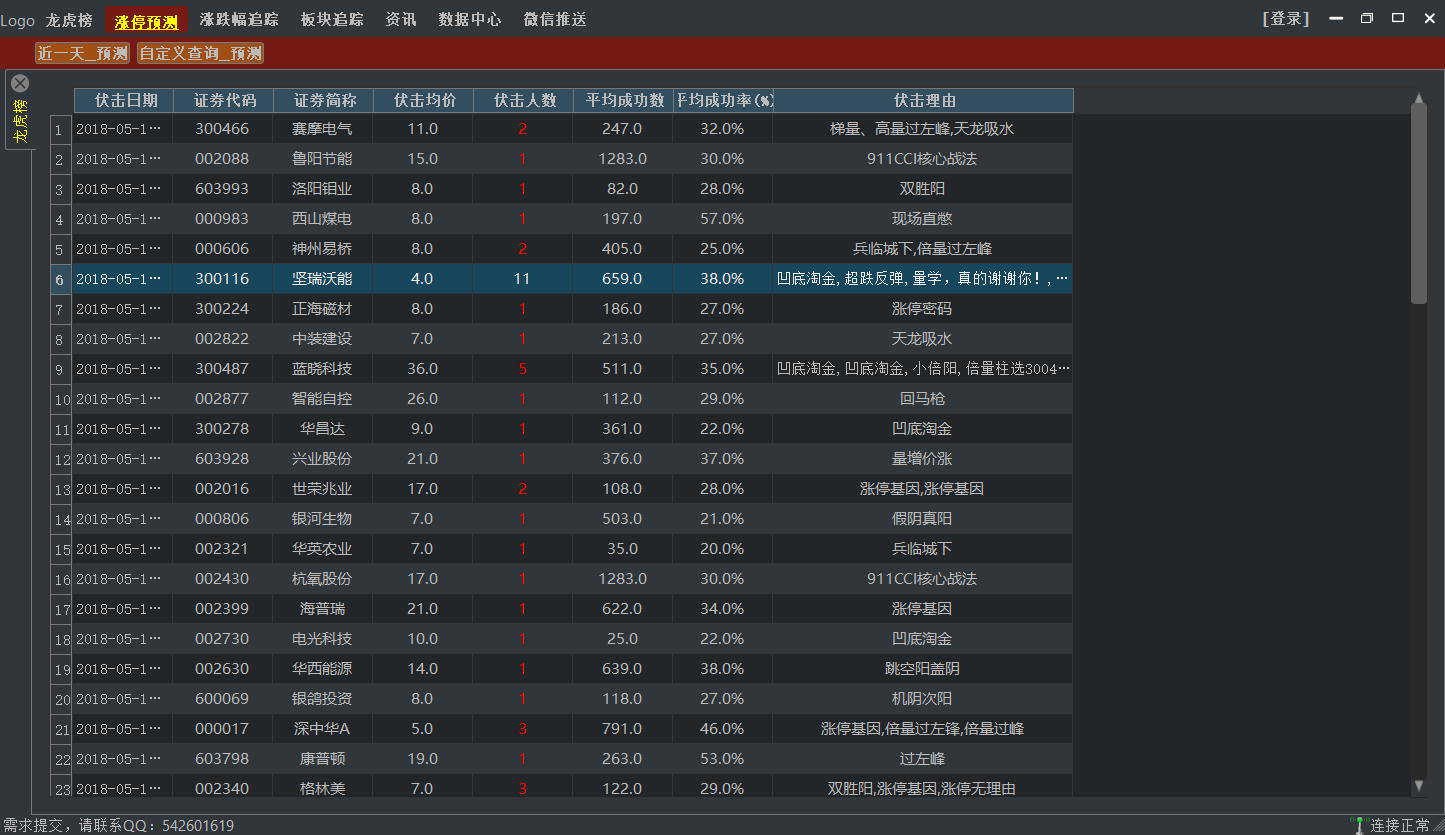 Logo 龙虎榜 涨停预测 涨跌幅追踪 板块追踪 资讯 数据中心 微信推送 [登录]
近一天_预测 自定义查询_预测
龙虎榜
伏击日期 证券代码 证券简称 伏击均价 伏击人数 平均成功数 平均成功率(%) 伏击理由
1 2018-05-1… 300466 赛摩电气 11.0 2 247.0 32.0% 梯量、高量过左峰,天龙吸水
2 2018-05-1… 002088 鲁阳节能 15.0 1 1283.0 30.0% 911CCI核心战法
3 2018-05-1… 603993 洛阳钼业 8.0 1 82.0 28.0% 双胜阳
4 2018-05-1… 000983 西山煤电 8.0 1 197.0 57.0% 现场直憋
5 2018-05-1… 000606 神州易桥 8.0 2 405.0 25.0% 兵临城下,倍量过左峰
6 2018-05-1… 300116 坚瑞沃能 4.0 11 659.0 38.0% 凹底淘金,超跌反弹,量学，真的谢谢你！,…
7 2018-05-1… 300224 正海磁材 8.0 1 186.0 27.0% 涨停密码
8 2018-05-1… 002822 中装建设 7.0 1 213.0 27.0% 天龙吸水
9 2018-05-1… 300487 蓝晓科技 36.0 5 511.0 35.0% 凹底淘金,凹底淘金,小倍阳,倍量柱选3004…
10 2018-05-1… 002877 智能自控 26.0 1 112.0 29.0% 回马枪
11 2018-05-1… 300278 华昌达 9.0 1 361.0 22.0% 凹底淘金
12 2018-05-1… 603928 兴业股份 21.0 1 376.0 37.0% 量增价涨
13 2018-05-1… 002016 世荣兆业 17.0 2 108.0 28.0% 涨停基因,涨停基因
14 2018-05-1… 000806 银河生物 7.0 1 503.0 21.0% 假阴真阳
15 2018-05-1… 002321 华英农业 7.0 1 35.0 20.0% 兵临城下
16 2018-05-1… 002430 杭氧股份 17.0 1 1283.0 30.0% 911CCI核心战法
17 2018-05-1… 002399 海普瑞 21.0 1 622.0 34.0% 涨停基因
18 2018-05-1… 002730 电光科技 10.0 1 25.0 22.0% 凹底淘金
19 2018-05-1… 002630 华西能源 14.0 1 639.0 38.0% 跳空阳盖阴
20 2018-05-1… 600069 银鸽投资 8.0 1 118.0 27.0% 机阴次阳
21 2018-05-1… 000017 深中华A 5.0 3 791.0 46.0% 涨停基因,倍量过左锋,倍量过峰
22 2018-05-1… 603798 康普顿 19.0 1 263.0 53.0% 过左峰
23 2018-05-1… 002340 格林美 7.0 3 122.0 29.0% 双胜阳,涨停基因,涨停无理由
需求提交，请联系QQ：542601619 连接正常